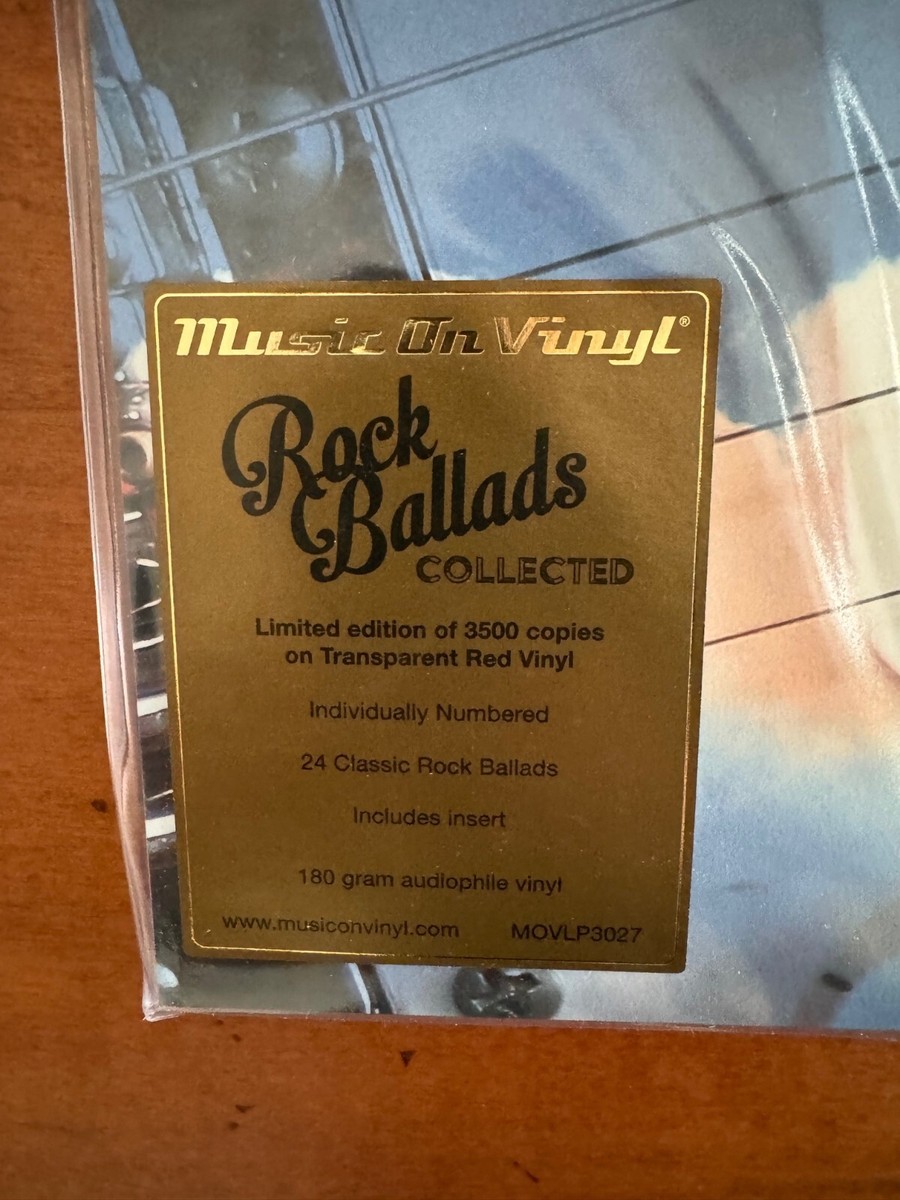 Music On Vinyl®
Rock
Ballads
COLLECTED
Limited edition of 3500 copies
on Transparent Red Vinyl
Individually Numbered
24 Classic Rock Ballads
Includes insert
180 gram audiophile vinyl
www.musiconvinyl.com MOVLP3027